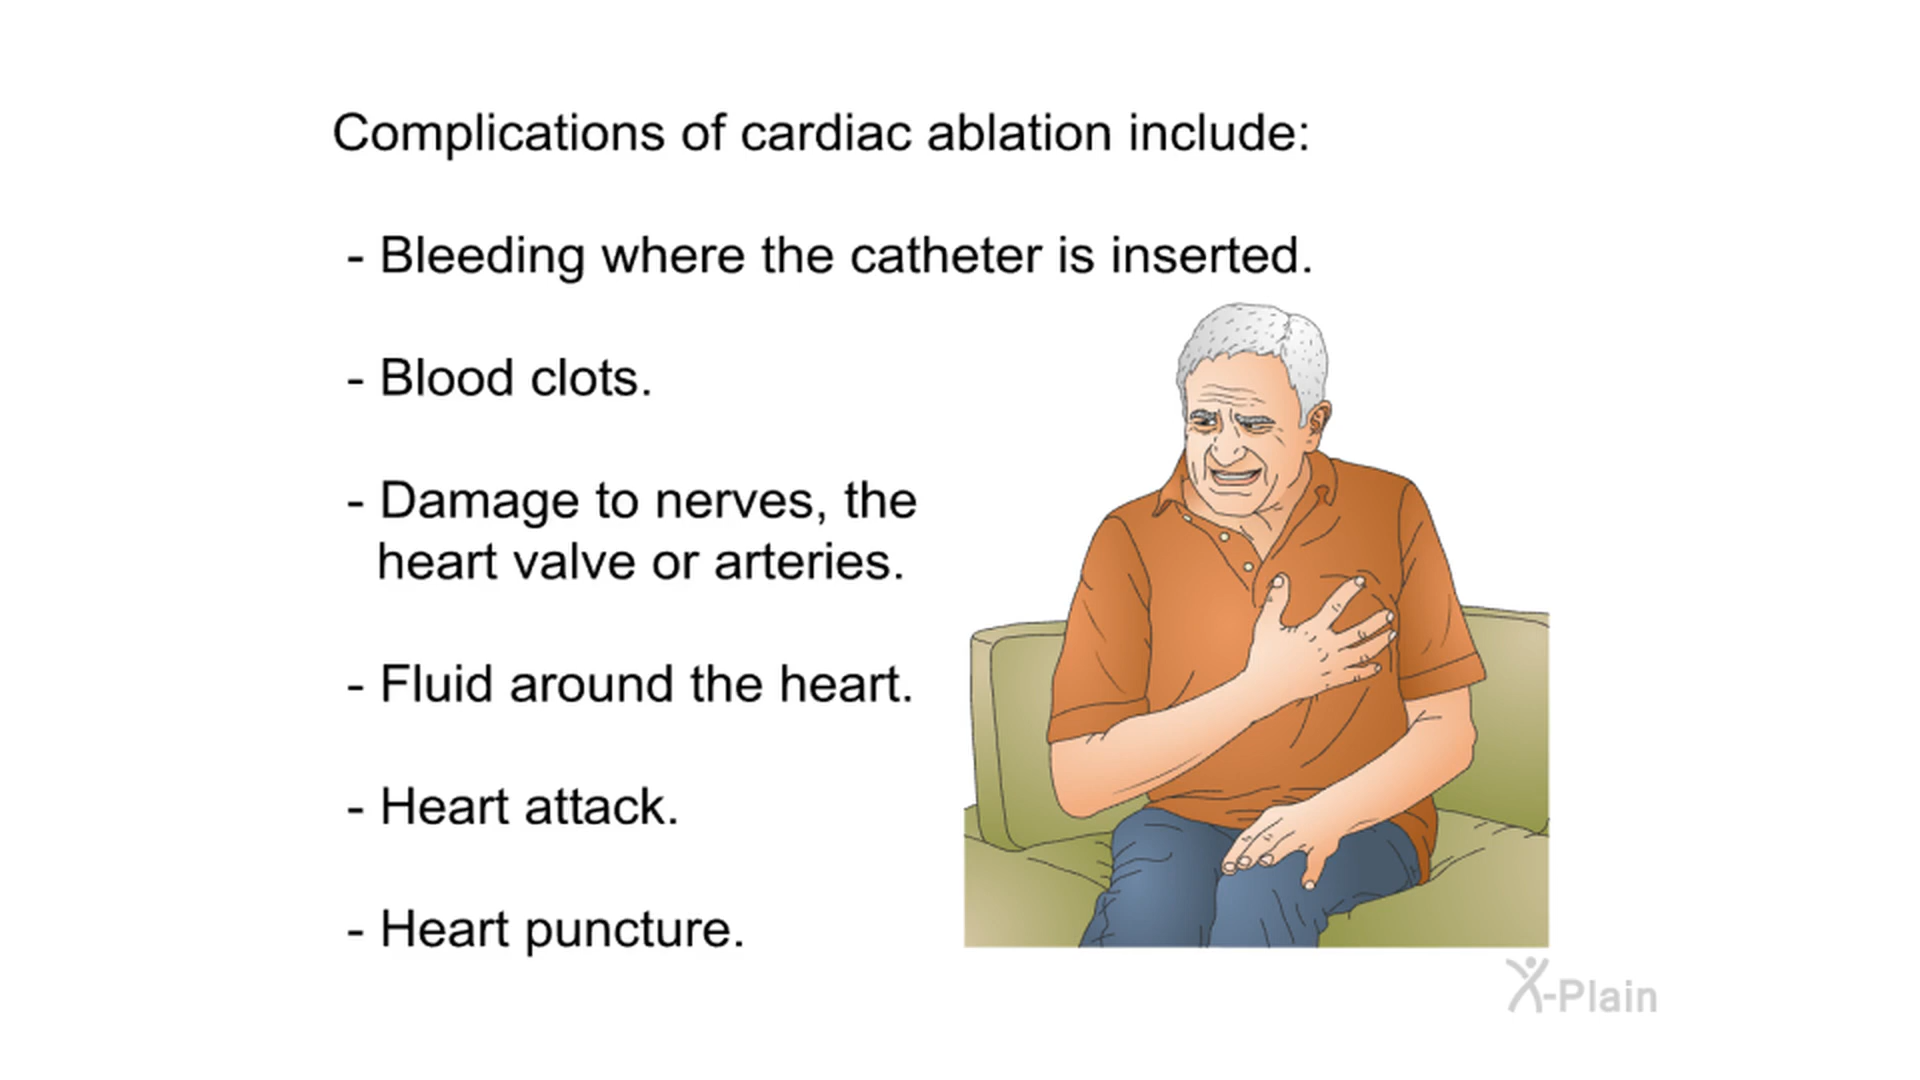 Complications of cardiac ablation include:
- Bleeding where the catheter is inserted.
- Blood clots.
- Damage to nerves, the
heart valve or arteries.
- Fluid around the heart.
- Heart attack.
- Heart puncture.
X-Plain